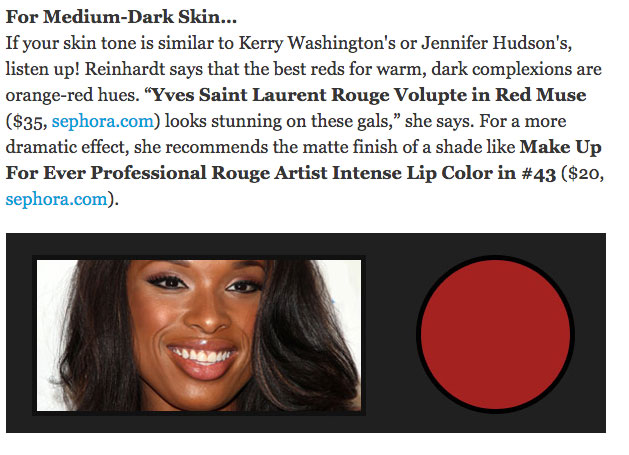 For Medium-Dark Skin...
If your skin tone is similar to Kerry Washington's or Jennifer Hudson's,
listen up! Reinhardt says that the best reds for warm, dark complexions are
orange-red hues. “Yves Saint Laurent Rouge Volupte in Red Muse
($35, sephora.com) looks stunning on these gals,” she says. For a more
dramatic effect, she recommends the matte finish of a shade like Make Up
For Ever Professional Rouge Artist Intense Lip Color in #43 ($20,
sephora.com).